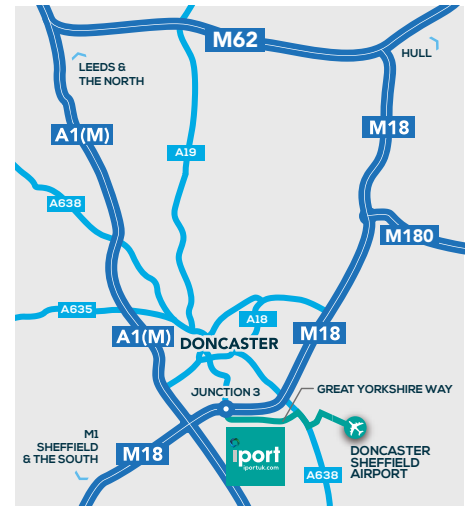 M62
HULL
LEEDS &
THE NORTH
A1(M)
M18
A19
A638
M180
A635
A18
M18
A1(M)
DONCASTER
JUNCTION 3
GREAT YORKSHIRE WAY
M1
SHEFFIELD
& THE SOUTH
M18
iport
iportuk.com
DONCASTER
SHEFFIELD
AIRPORT
A638